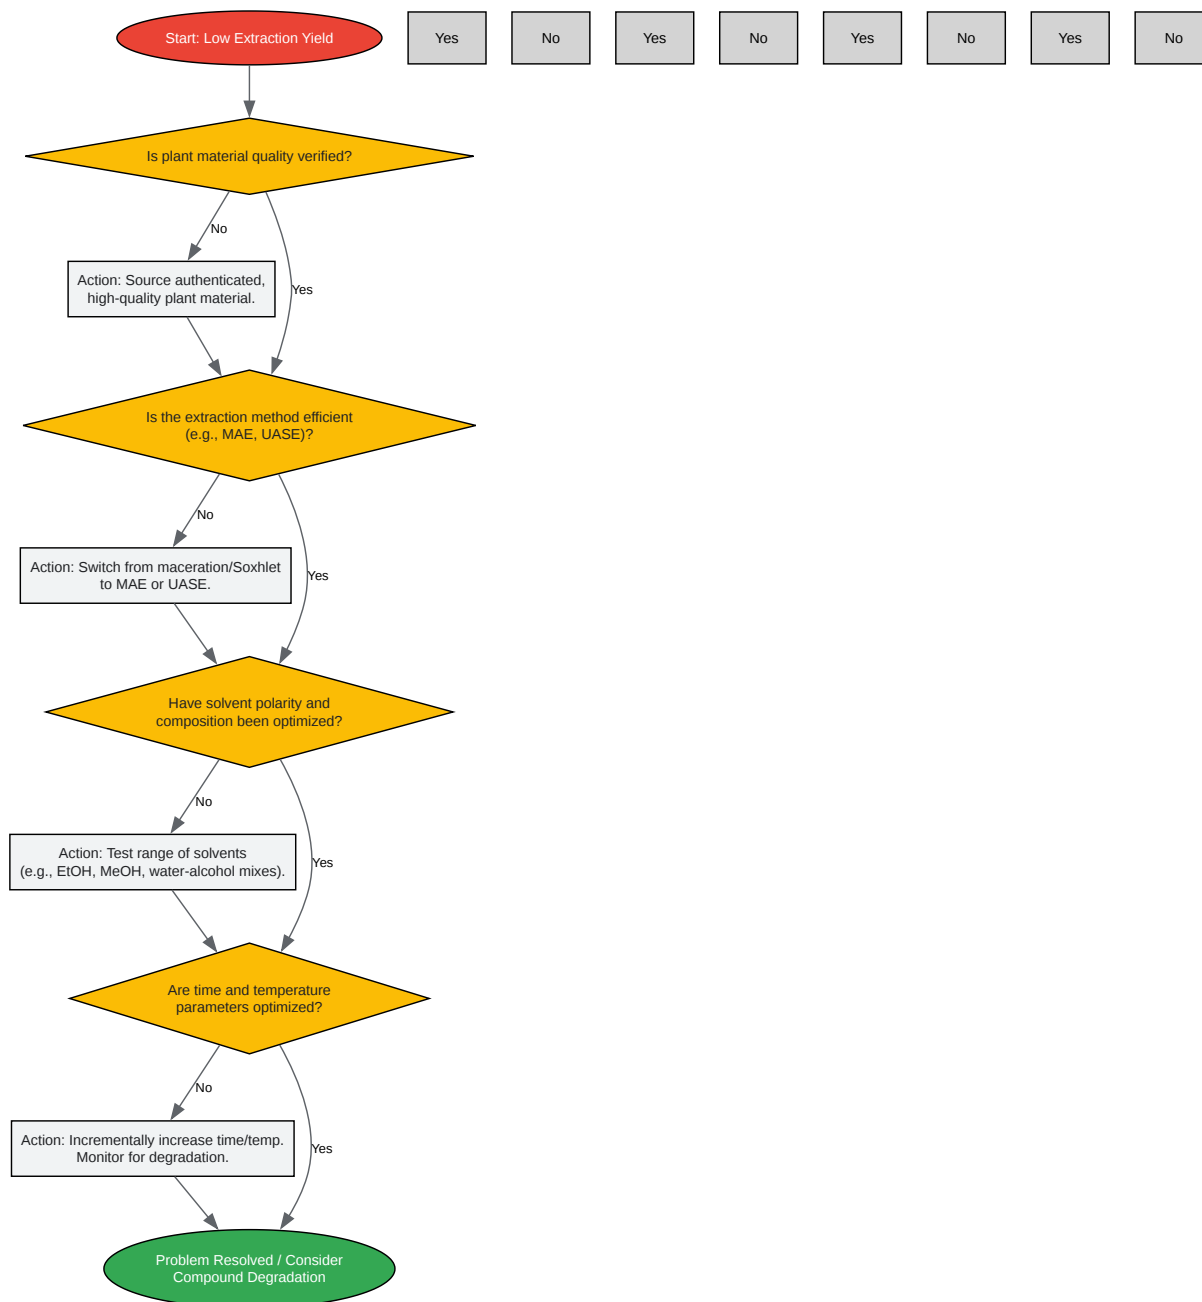 Start: Low Extraction Yield
Yes
No
Yes
No
Yes
No
Yes
No
Is plant material quality verified?
No
Action: Source authenticated,
high-quality plant material.
Yes
Is the extraction method efficient
(e.g., MAE, UASE)?
No
Action: Switch from maceration/Soxhlet
to MAE or UASE.
Yes
Have solvent polarity and
composition been optimized?
No
Action: Test range of solvents
(e.g., EtOH, MeOH, water-alcohol mixes).
Yes
Are time and temperature
parameters optimized?
No
Action: Incrementally increase time/temp.
Monitor for degradation.
Yes
Problem Resolved / Consider
Compound Degradation